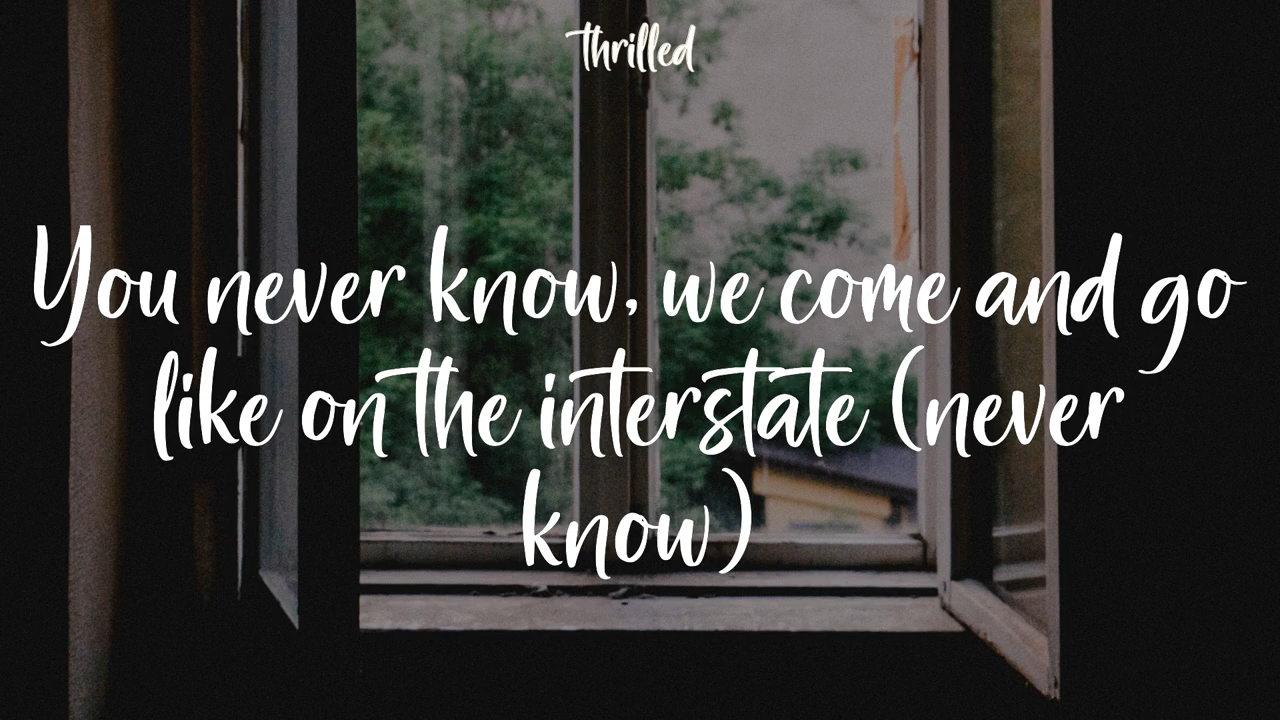 thrilled
You never know, we come and go
like on the interstate (never
know)